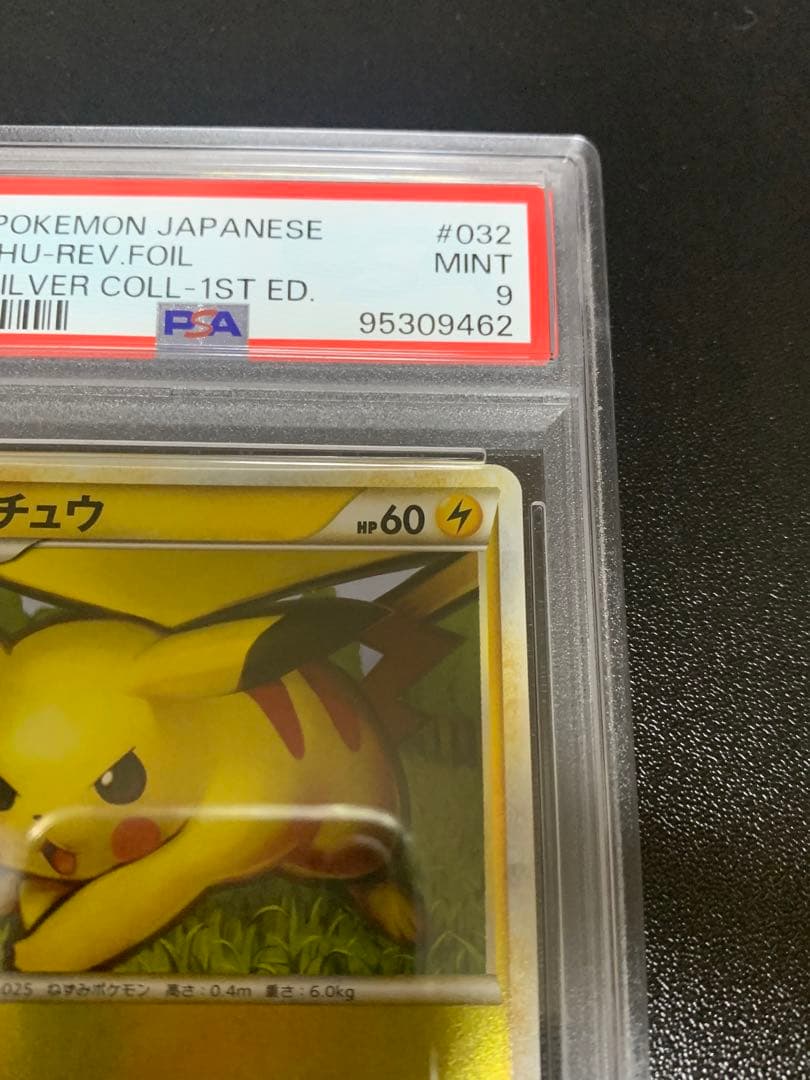 POKEMON JAPANESE #032
HU-REV.FOIL MINT
ILVER COLL-1ST ED. 9
PSA 95309462
チュウ HP60
025 ねずみポケモン 高さ:0.4m 重さ:6.0kg